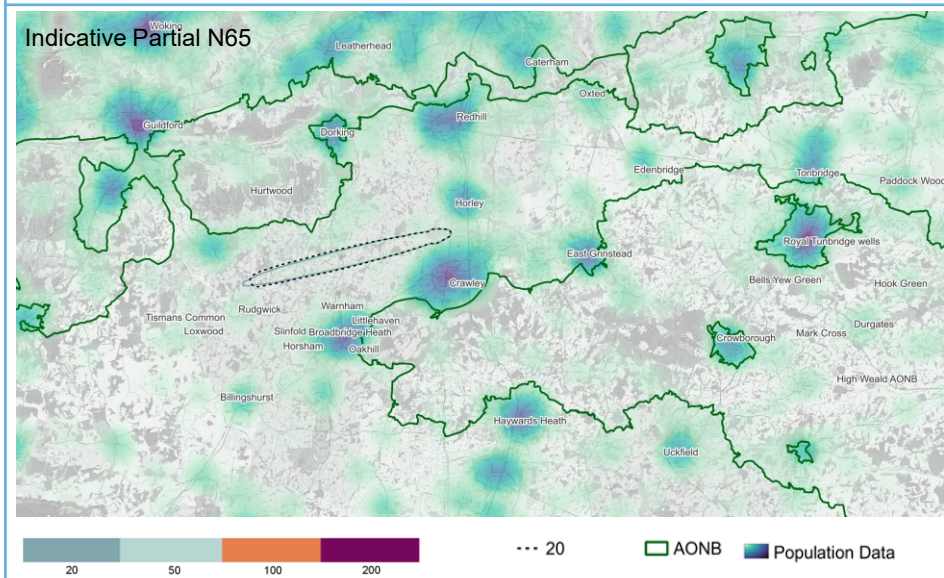 Indicative Partial N65
Woking
Leatherhead
Caterham
Oxted
Guildford
Redhill
Dorking
Edenbridge
Tonbridge
Paddock Wood
Hurtwood
Horley
Royal Tunbridge wells
East Grinstead
Bells Yew Green
Hook Green
Crawley
Rudgwick
Warnham
Tismans Common
Littlehaven
Durgates
Loxwood
Slinfold
Broadbridge Heath
Mark Cross
Crowborough
Horsham
Oakhill
High Weald AONB
Billingshurst
Haywards Heath
Uckfield
20
AONB
Population Data
20 50 100 200